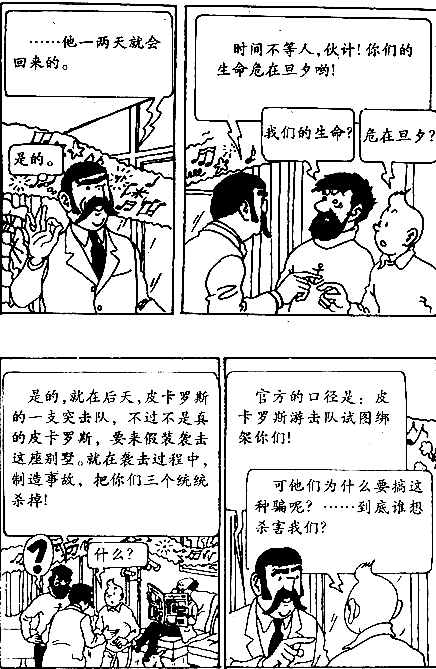 ……他一两天就会
回来的。
是的。
时间不等人，伙计！你们的
生命危在旦夕哟！
我们的生命？
危在旦夕？
是的，就在后天，皮卡罗斯
的一支突击队，不过不是真
的皮卡罗斯，要来假装袭击
这座别墅。就在袭击过程中，
制造事故，把你们三个统统
杀掉！
?
什么？
官方的口径是：皮
卡罗斯游击队试图绑
架你们！
可他们为什么要搞这
种骗呢？……到底谁想
杀害我们？